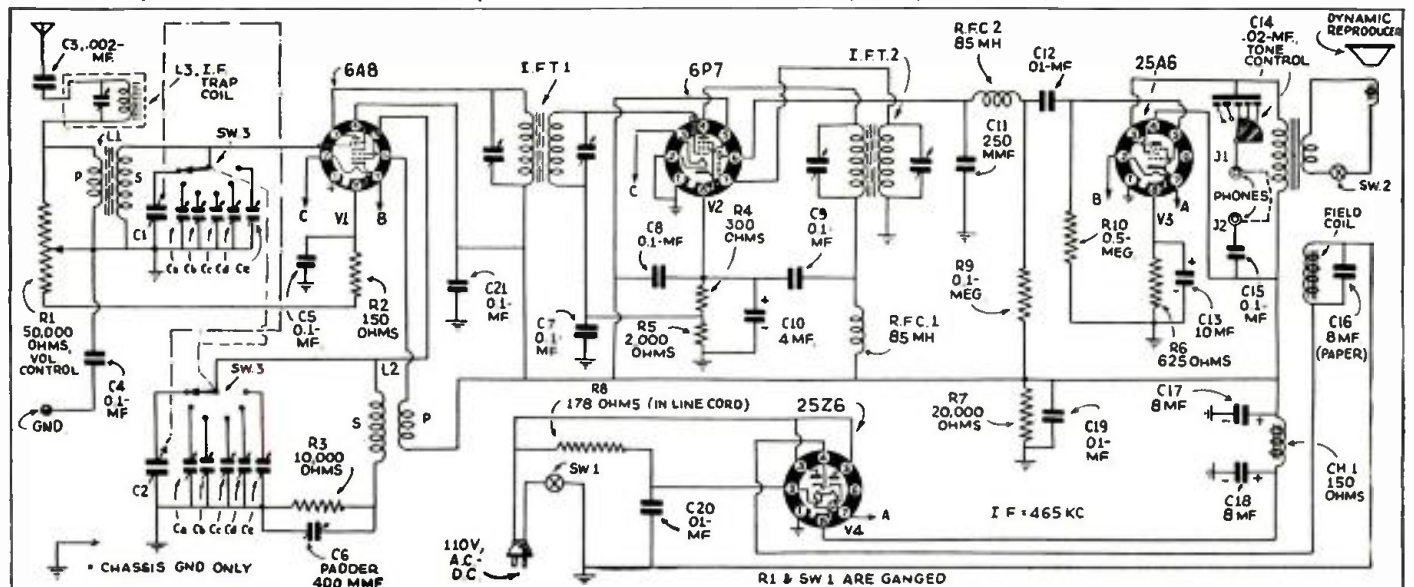 C3,.002-
MF.
L3, I.F.
TRAP
COIL
L1
P
S
SW.3
C1
Ca Cb Cc Cd Ce
R1
50,000
OHMS,
VOL
CONTROL
C4
0.1-
MF
GND.
6A8
C
V1
B
C5
0.1-
MF.
R2
150
OHMS
C21
0.1-
MF
I.F.T 1
C7
0.1-
MF.
6P7
C
V2
C8
0.1-MF
R4
300
OHMS
C9
0.1-
MF
R5
2,000
OHMS
C10
4 MF.
I.F.T.2
R.F.C.1
85 MH
R.F.C 2
85 MH
C11
250
MMF
C12
.01-MF
R9
0.1-
MEG.
R10
0.5-
MEG
25A6
B
V3
A
R6
625 OHMS
C13
10 MF.
C14
.02-MF.,
TONE
CONTROL
J1
PHONES
J2
C15
0.1-
MF
DYNAMIC
REPRODUCER
SW.2
FIELD
COIL
C16
8 MF
(PAPER)
SW.3
L2
S
P
C2
Ca Cb Cc Cd Ce
R3
10,000
OHMS
C6
PADDER
400 MMF
= CHASSIS GND ONLY
R8
178 OHMS (IN LINE CORD)
SW 1
110V,
A.C.-
D.C
C20
.01-
MF
25Z6
V4
A
R7
20,000
OHMS
C19
0.1-
MF
I F = 465 KC
C17
8 MF
C18
8 MF
CH 1
150
OHMS
R1 & SW 1 ARE GANGED